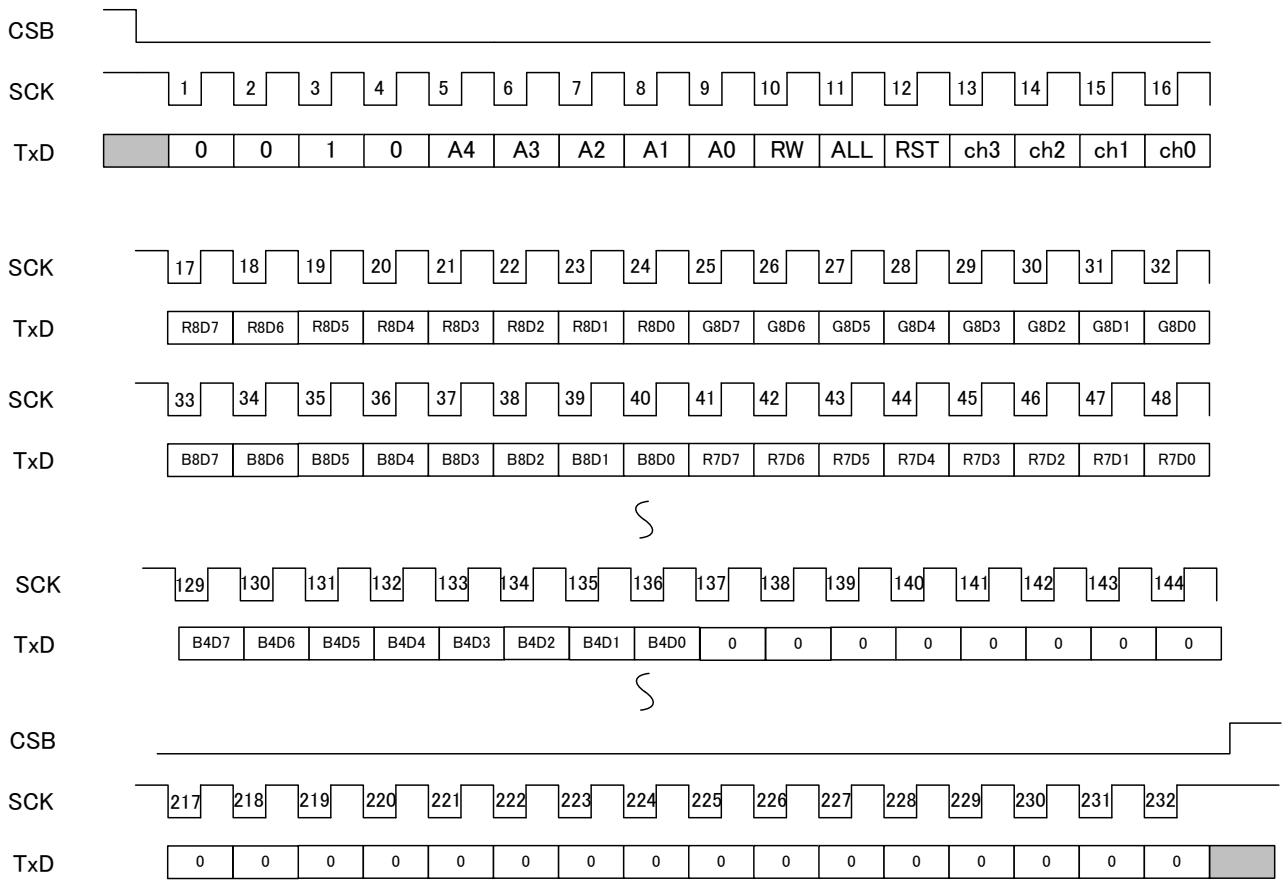 CSB
SCK 1 2 3 4 5 6 7 8 9 10 11 12 13 14 15 16
TxD 0 0 1 0 A4 A3 A2 A1 A0 RW ALL RST ch3 ch2 ch1 ch0
SCK 17 18 19 20 21 22 23 24 25 26 27 28 29 30 31 32
TxD R8D7 R8D6 R8D5 R8D4 R8D3 R8D2 R8D1 R8D0 G8D7 G8D6 G8D5 G8D4 G8D3 G8D2 G8D1 G8D0
SCK 33 34 35 36 37 38 39 40 41 42 43 44 45 46 47 48
TxD B8D7 B8D6 B8D5 B8D4 B8D3 B8D2 B8D1 B8D0 R7D7 R7D6 R7D5 R7D4 R7D3 R7D2 R7D1 R7D0
SCK 129 130 131 132 133 134 135 136 137 138 139 140 141 142 143 144
TxD B4D7 B4D6 B4D5 B4D4 B4D3 B4D2 B4D1 B4D0 0 0 0 0 0 0 0 0
CSB
SCK 217 218 219 220 221 222 223 224 225 226 227 228 229 230 231 232
TxD 0 0 0 0 0 0 0 0 0 0 0 0 0 0 0 0